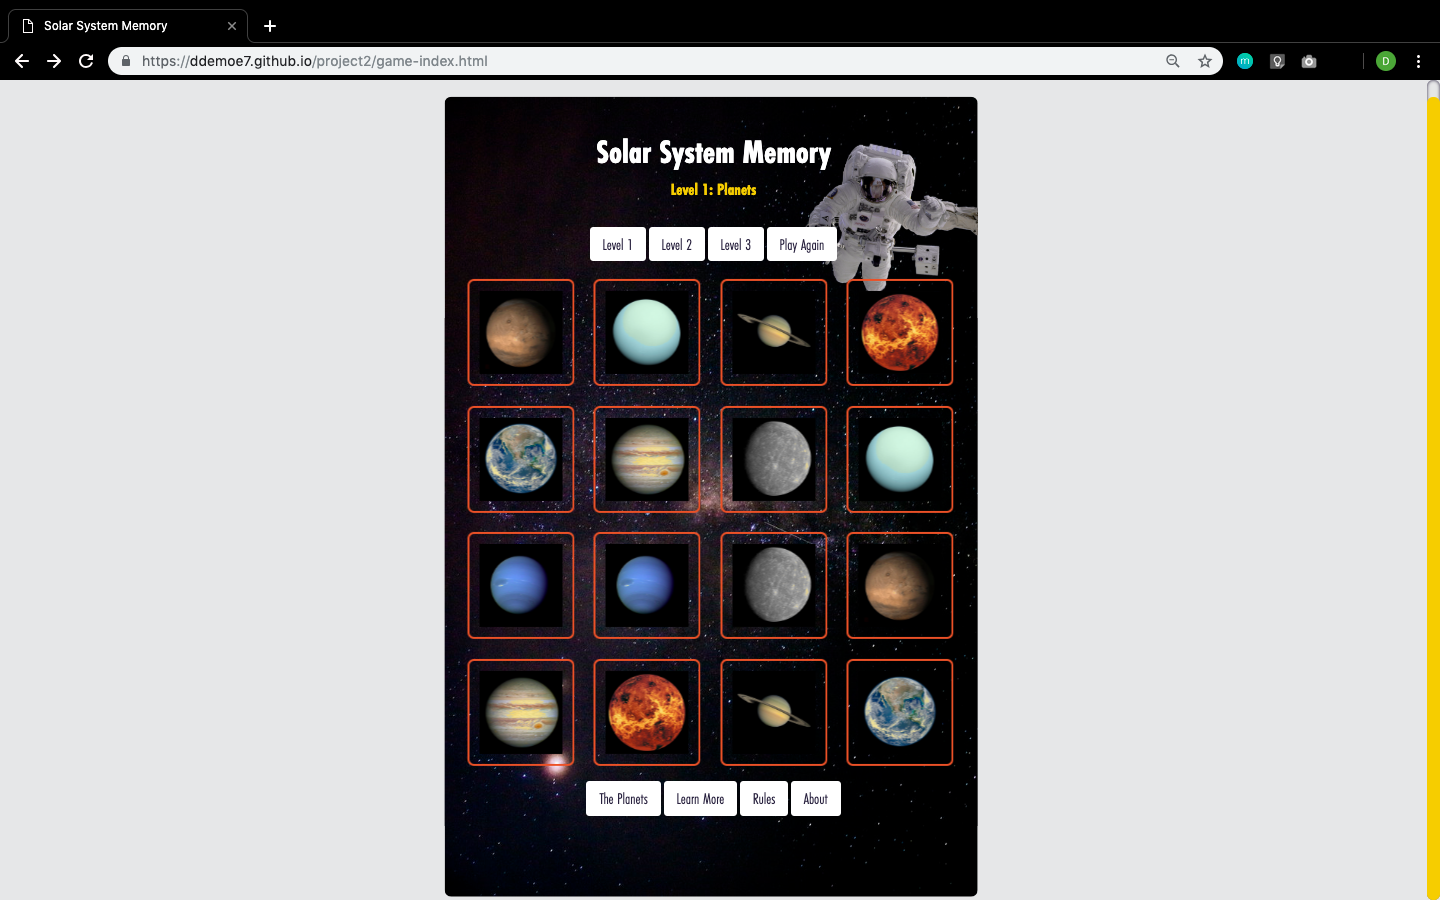 Solar System Memory
https://ddemoe7.github.io/project2/game-index.html
m
D
Solar System Memory
Level 1: Planets
Level 1 Level 2 Level 3 Play Again
The Planets Learn More Rules About